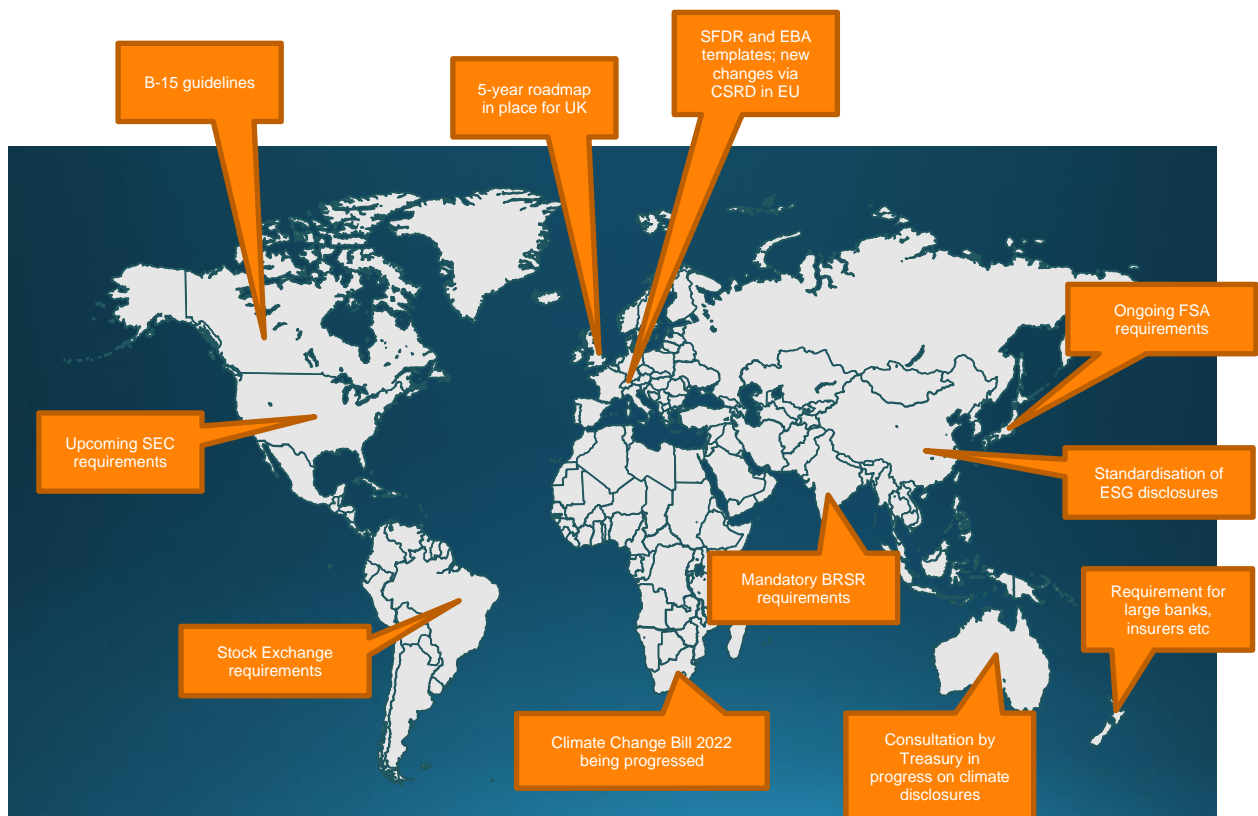 SFDR and EBA
templates; new
changes via
CSRD in EU
B-15 guidelines
5-year roadmap
in place for UK
Ongoing FSA
requirements
Upcoming SEC
requirements
Standardisation of
ESG disclosures
Mandatory BRSR
requirements
Requirement for
large banks,
insurers etc
Stock Exchange
requirements
Climate Change Bill 2022
being progressed
Consultation by
Treasury in
progress on climate
disclosures